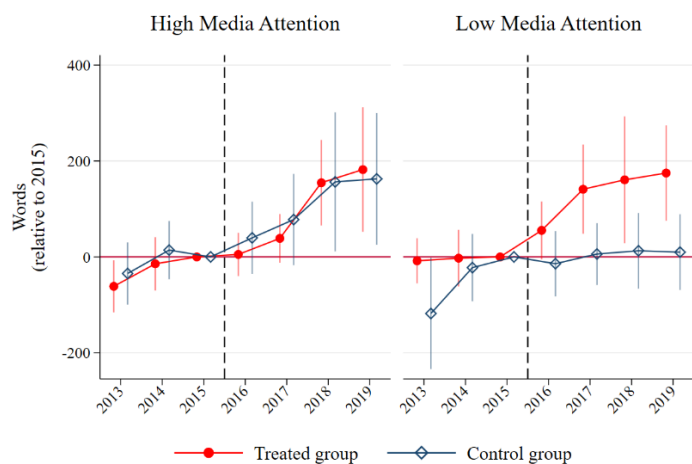 High Media Attention
Low Media Attention
Words
(relative to 2015)
400
200
0
-200
2013 2014 2015 2016 2017 2018 2019
2013 2014 2015 2016 2017 2018 2019
Treated group
Control group